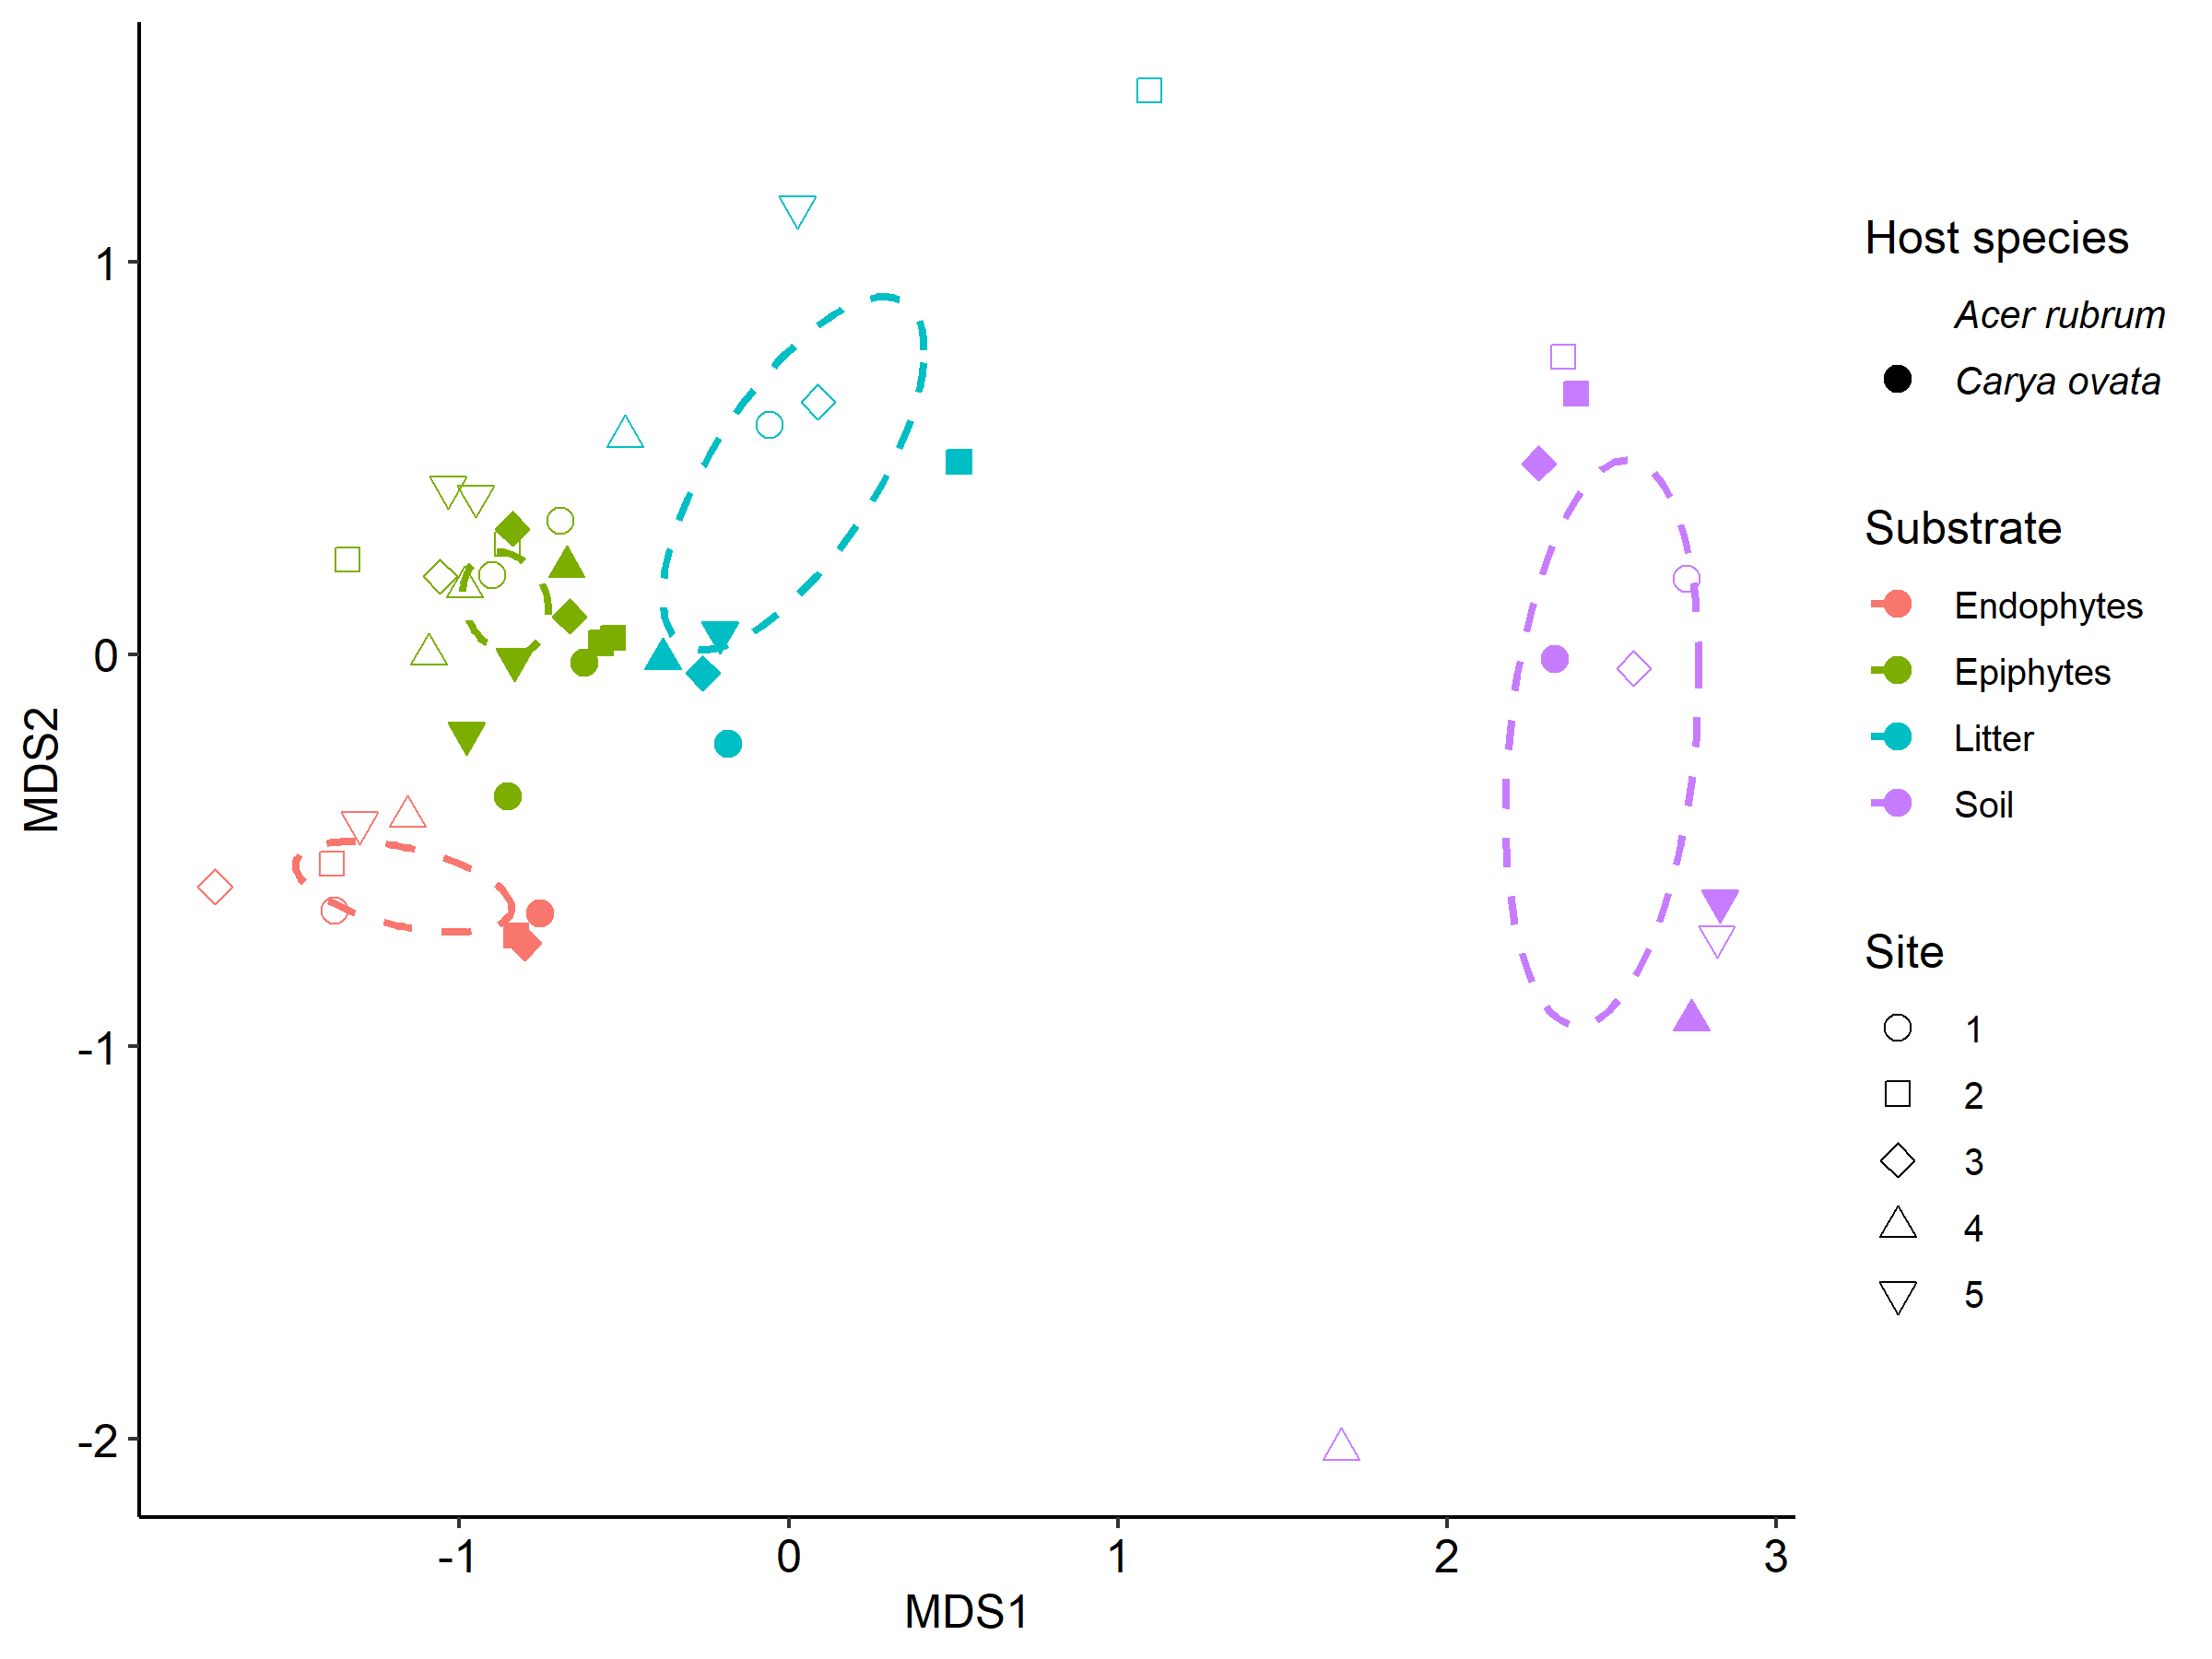 1
0
-1
-2
MDS2
-1
0
1
2
3
MDS1
Host species
Acer rubrum
Carya ovata
Substrate
Endophytes
Epiphytes
Litter
Soil
Site
1
2
3
4
5